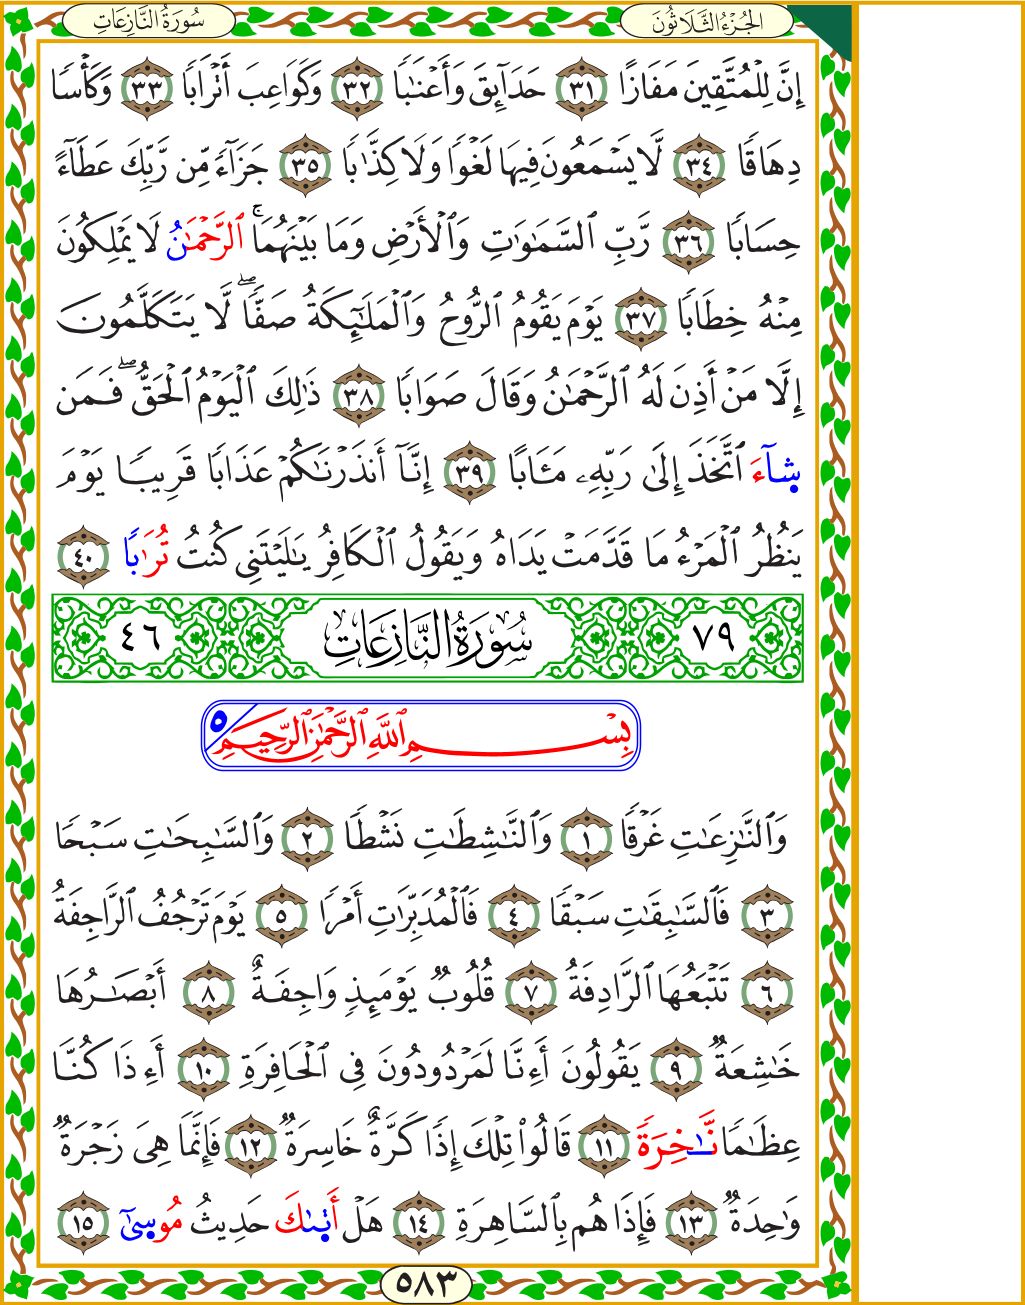 سُورَةُ النَّازِعَاتِ الجُزْءُ الثَّلَاثُونَ
إِنَّ لِلْمُتَّقِينَ مَفَازًا ٣١ حَدَآئِقَ وَأَعْنَٰبًا ٣٢ وَكَوَاعِبَ أَتْرَابًا ٣٣ وَكَأْسًا
دِهَاقًا ٣٤ لَّا يَسْمَعُونَ فِيهَا لَغْوًا وَلَا كِذَّٰبًا ٣٥ جَزَآءً مِّن رَّبِّكَ عَطَآءً
حِسَابًا ٣٦ رَّبِّ ٱلسَّمَٰوَٰتِ وَٱلْأَرْضِ وَمَا بَيْنَهُمَا ۚ ٱلرَّحْمَٰنُ لَا يَمْلِكُونَ
مِنْهُ خِطَابًا ٣٧ يَوْمَ يَقُومُ ٱلرُّوحُ وَٱلْمَلَٰٓئِكَةُ صَفًّا ۖ لَّا يَتَكَلَّمُونَ
إِلَّا مَنْ أَذِنَ لَهُ ٱلرَّحْمَٰنُ وَقَالَ صَوَابًا ٣٨ ذَٰلِكَ ٱلْيَوْمُ ٱلْحَقُّ ۖ فَمَن
شَآءَ ٱتَّخَذَ إِلَىٰ رَبِّهِۦ مَـَٔابًا ٣٩ إِنَّآ أَنذَرْنَٰكُمْ عَذَابًا قَرِيبًا يَوْمَ
يَنظُرُ ٱلْمَرْءُ مَا قَدَّمَتْ يَدَاهُ وَيَقُولُ ٱلْكَافِرُ يَٰلَيْتَنِى كُنتُ تُرَٰبًا ٤٠
٧٩ سُورَةُ النَّازِعَاتِ ٤٦
بِسْمِ ٱللَّهِ ٱلرَّحْمَٰنِ ٱلرَّحِيمِ ٥
وَٱلنَّٰزِعَٰتِ غَرْقًا ١ وَٱلنَّٰشِطَٰتِ نَشْطًا ٢ وَٱلسَّٰبِحَٰتِ سَبْحًا
٣ فَٱلسَّٰبِقَٰتِ سَبْقًا ٤ فَٱلْمُدَبِّرَٰتِ أَمْرًا ٥ يَوْمَ تَرْجُفُ ٱلرَّاجِفَةُ
٦ تَتْبَعُهَا ٱلرَّادِفَةُ ٧ قُلُوبٌ يَوْمَئِذٍ وَاجِفَةٌ ٨ أَبْصَٰرُهَا
خَٰشِعَةٌ ٩ يَقُولُونَ أَءِنَّا لَمَرْدُودُونَ فِى ٱلْحَافِرَةِ ١٠ أَءِذَا كُنَّا
عِظَٰمًا نَّٰخِرَةً ١١ قَالُوا۟ تِلْكَ إِذًا كَرَّةٌ خَاسِرَةٌ ١٢ فَإِنَّمَا هِىَ زَجْرَةٌ
وَٰحِدَةٌ ١٣ فَإِذَا هُم بِٱلسَّاهِرَةِ ١٤ هَلْ أَتَىٰكَ حَدِيثُ مُوسَىٰٓ ١٥
٥٨٣